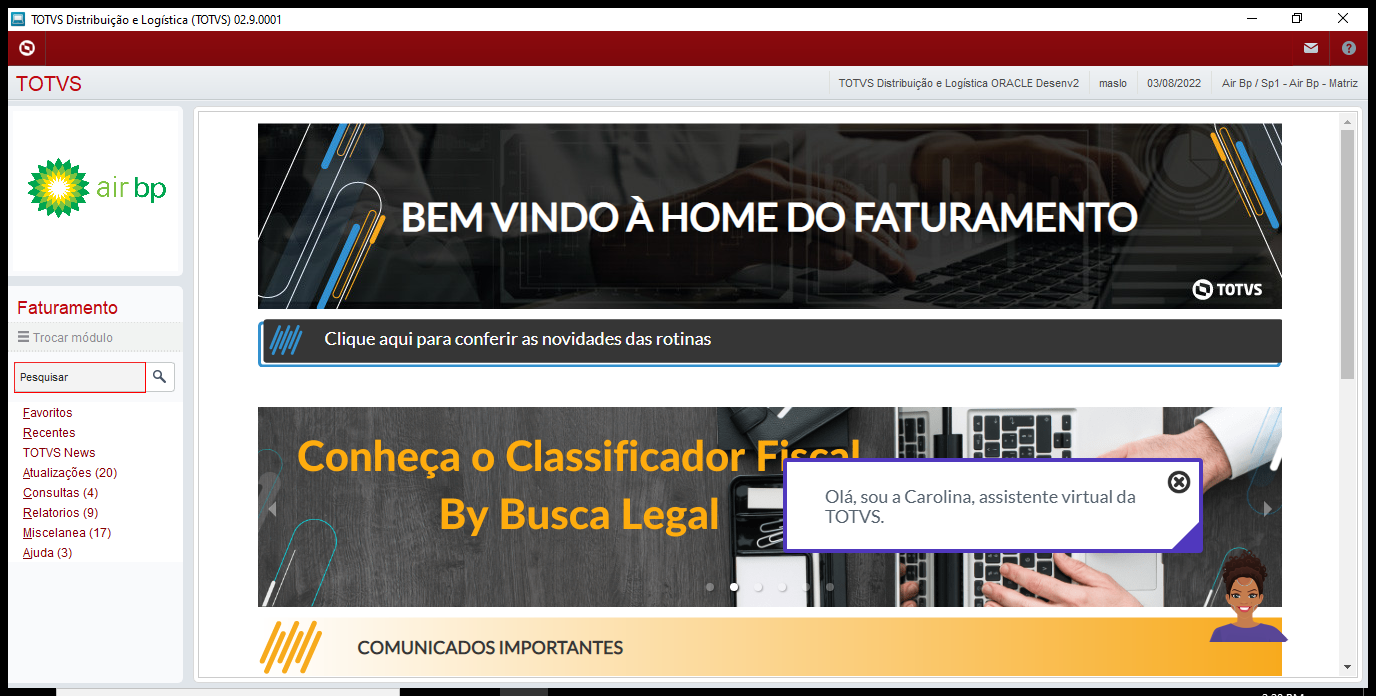 TOTVS Distribuição e Logística (TOTVS) 02.9.0001
TOTVS
TOTVS Distribuição e Logística ORACLE Desenv2
maslo
03/08/2022
Air Bp / Sp1 - Air Bp - Matriz
air bp
Faturamento
Trocar módulo
Pesquisar
Favoritos
Recentes
TOTVS News
Atualizações (20)
Consultas (4)
Relatorios (9)
Miscelanea (17)
Ajuda (3)
BEM VINDO À HOME DO FATURAMENTO
TOTVS
Clique aqui para conferir as novidades das rotinas
Conheça o Classificador Fiscal
By Busca Legal
Olá, sou a Carolina, assistente virtual da
TOTVS.
COMUNICADOS IMPORTANTES